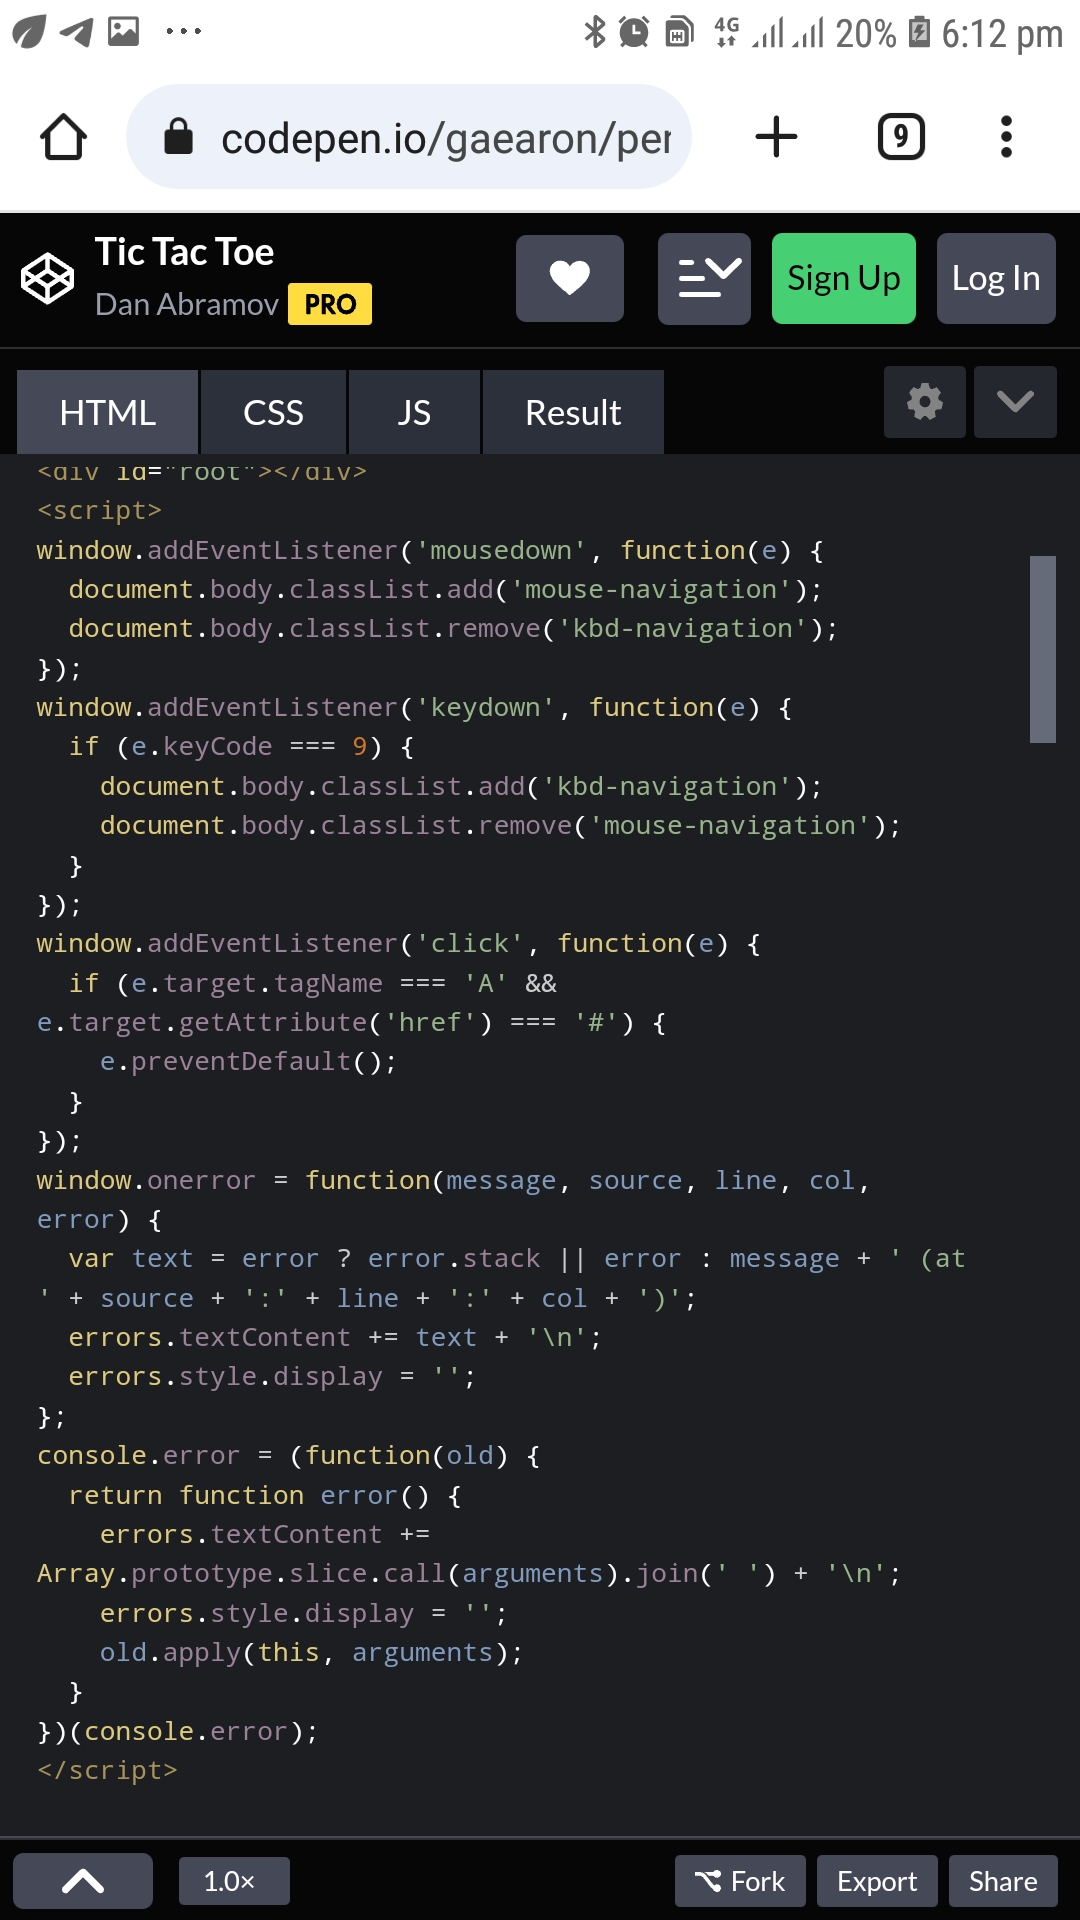 4G 20% 6:12 pm
codepen.io/gaearon/per
9
Tic Tac Toe
Dan Abramov PRO
Sign Up
Log In
HTML CSS JS Result
<div id="root"></div>
<script>
window.addEventListener('mousedown', function(e) {
  document.body.classList.add('mouse-navigation');
  document.body.classList.remove('kbd-navigation');
});
window.addEventListener('keydown', function(e) {
  if (e.keyCode === 9) {
    document.body.classList.add('kbd-navigation');
    document.body.classList.remove('mouse-navigation');
  }
});
window.addEventListener('click', function(e) {
  if (e.target.tagName === 'A' &&
e.target.getAttribute('href') === '#') {
    e.preventDefault();
  }
});
window.onerror = function(message, source, line, col,
error) {
  var text = error ? error.stack || error : message + ' (at
' + source + ':' + line + ':' + col + ')';
  errors.textContent += text + '\n';
  errors.style.display = '';
};
console.error = (function(old) {
  return function error() {
    errors.textContent +=
Array.prototype.slice.call(arguments).join(' ') + '\n';
    errors.style.display = '';
    old.apply(this, arguments);
  }
})(console.error);
</script>
1.0× Fork Export Share